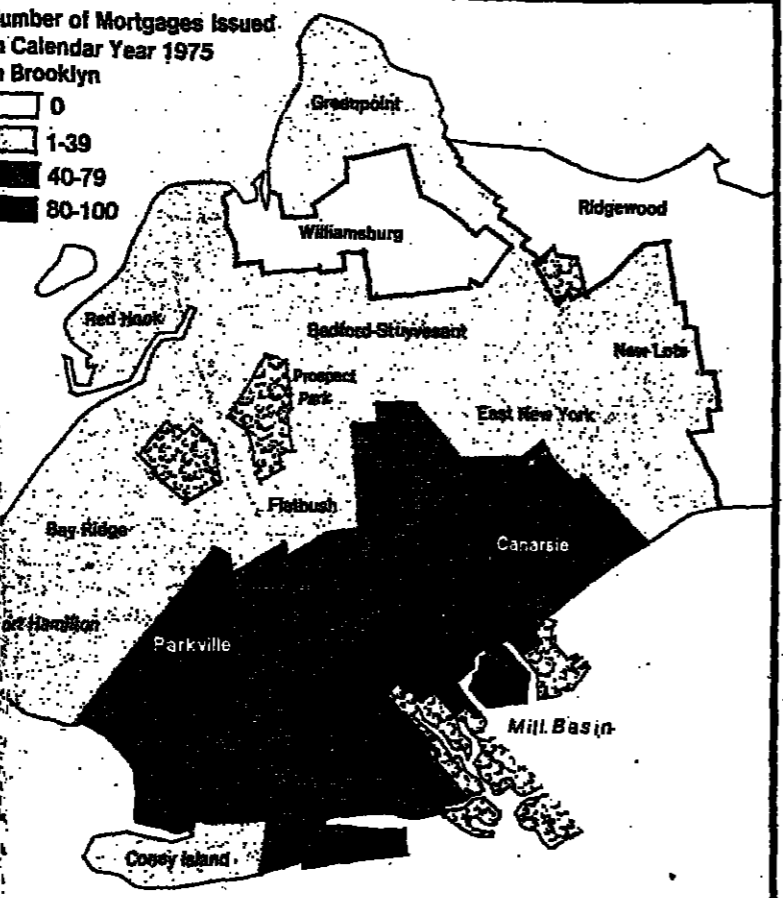 umber of Mortgages Issued
Calendar Year 1975
Brooklyn
0
1-39
40-79
80-100
Greenpoint
Ridgewood
Williamsburg
Red Hook
Bedford-Stuyvesant
New Lots
Prospect
Park
East New York
Flatbush
Bay Ridge
Canarsie
ort Hamilton
Parkville
Mill Basin
Coney Island